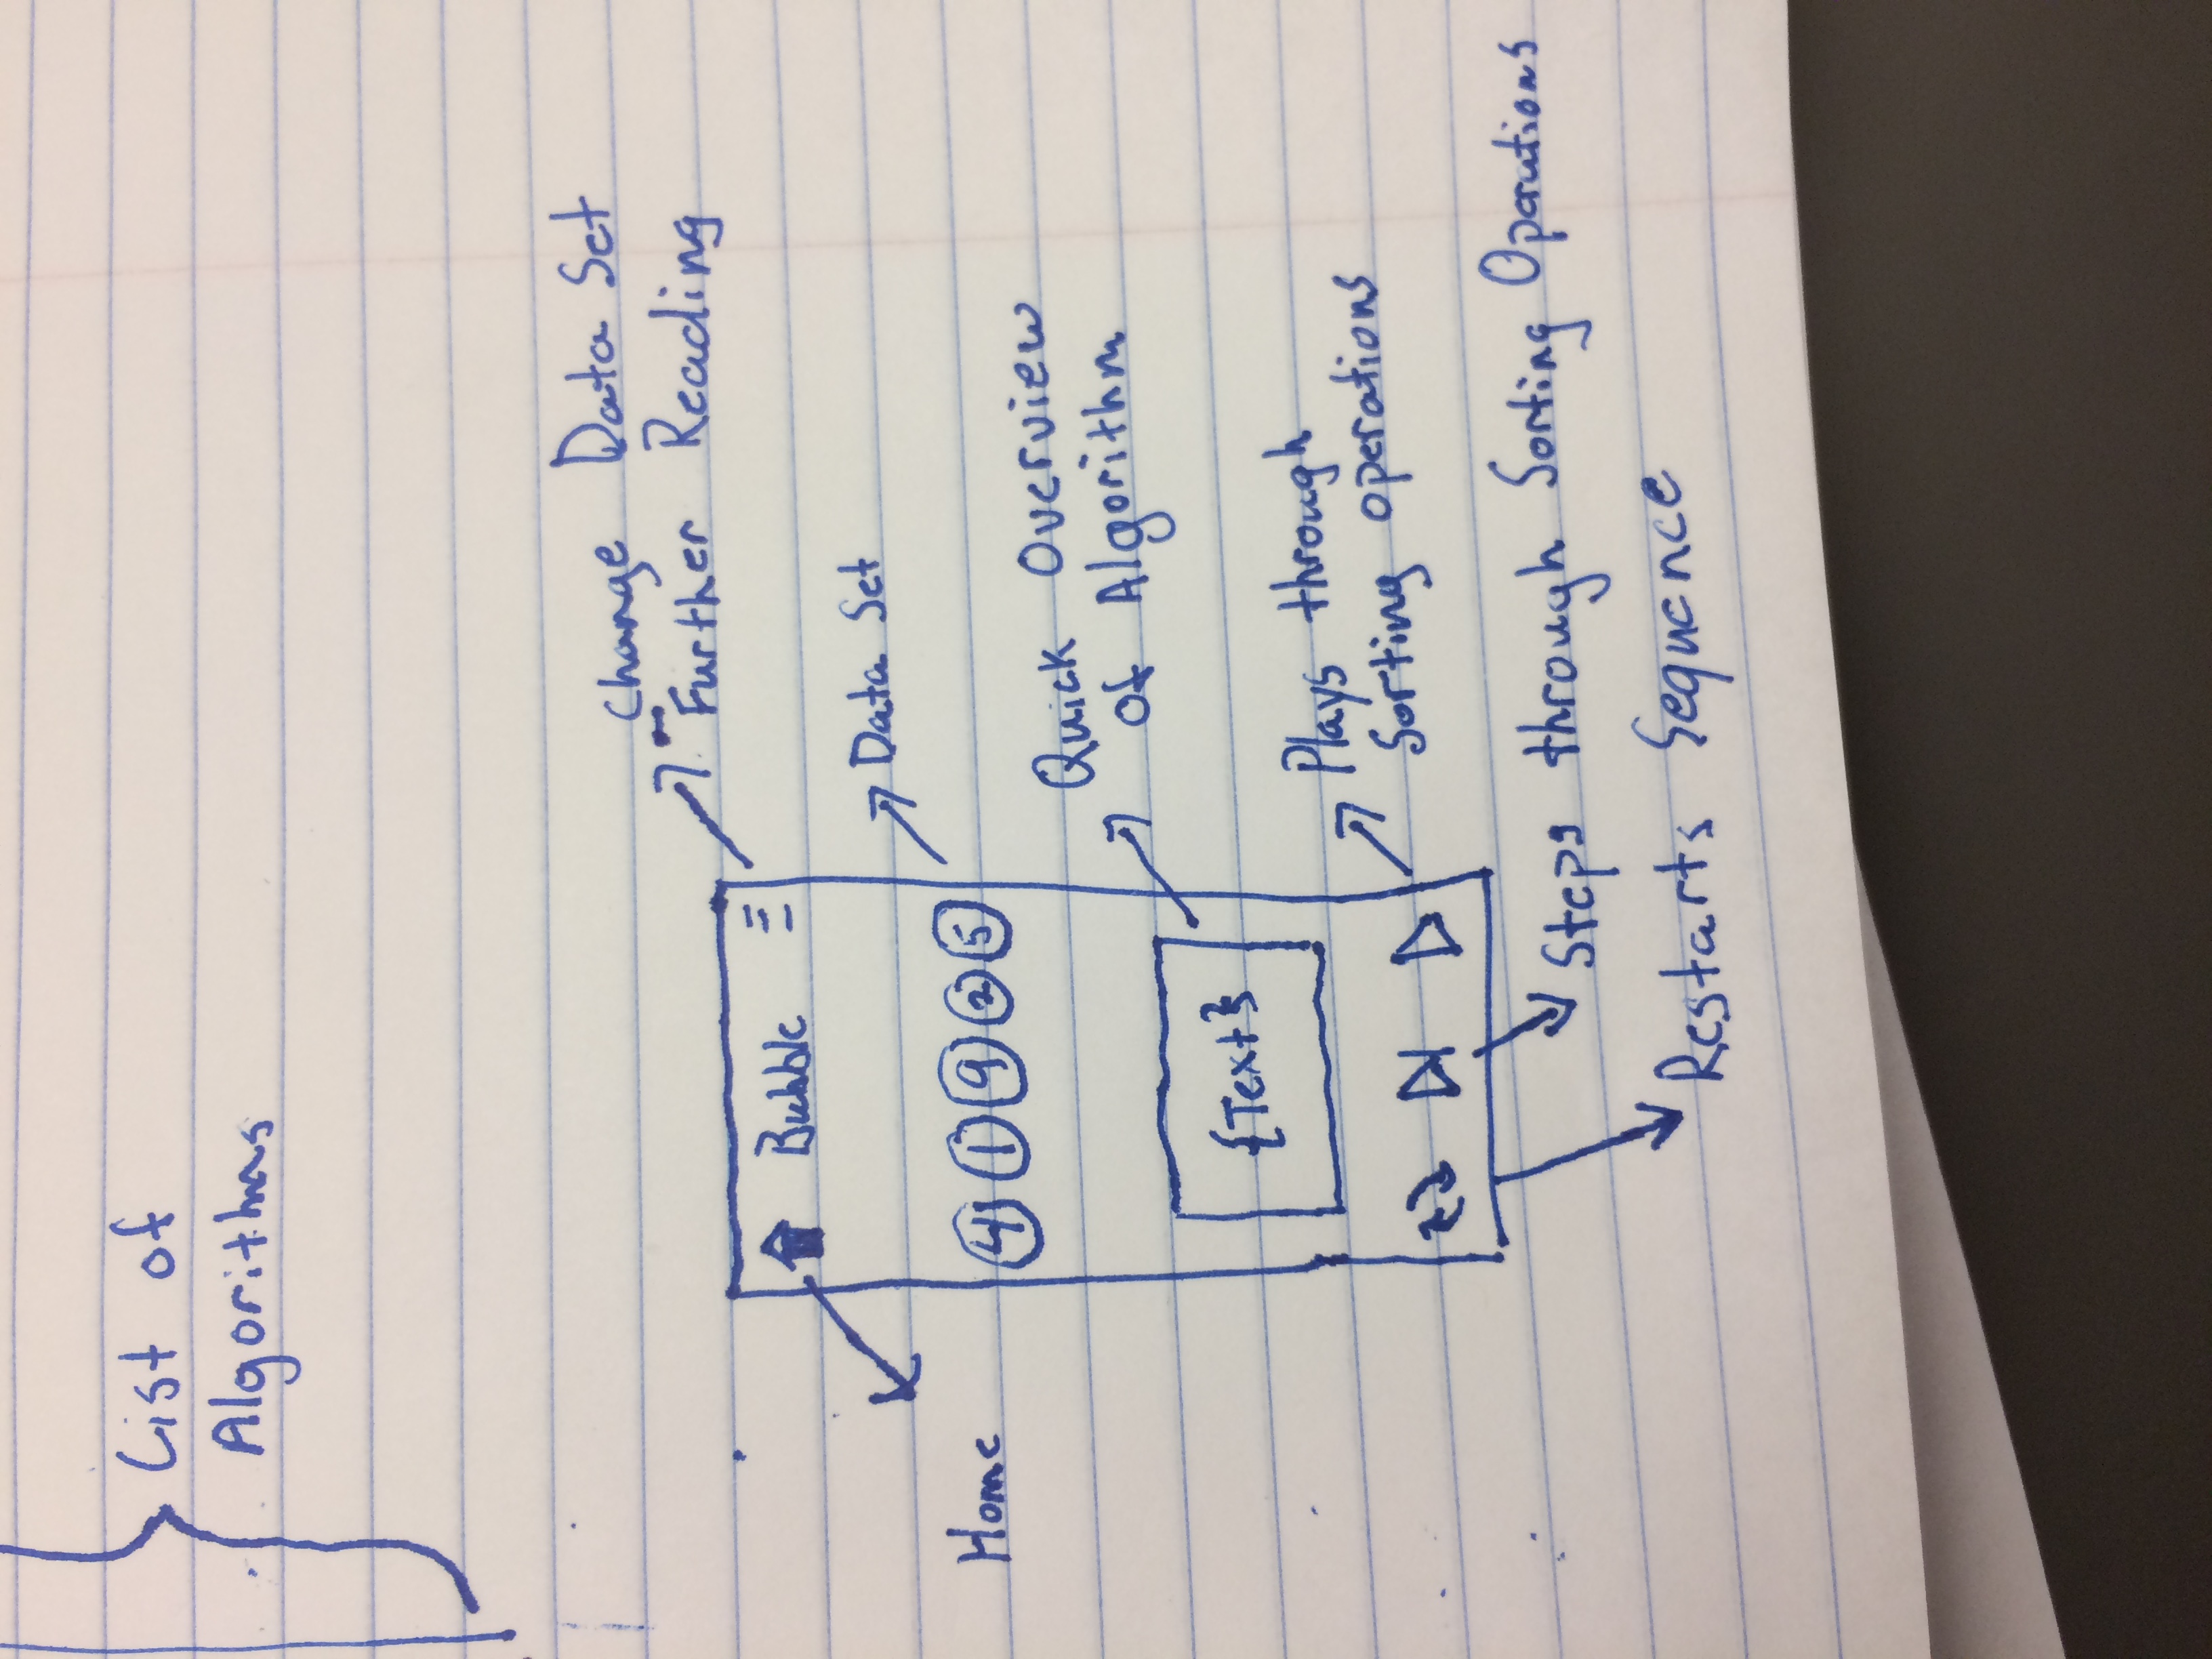 List of
Algorithms
Change Data Set
Further Reading
Bubble
Data Set
Home
4 1 9 2 5
Quick Overview
Of Algorithm
{Text}
Plays through
Sorting operations
Steps through Sorting Operations
Restarts Sequence